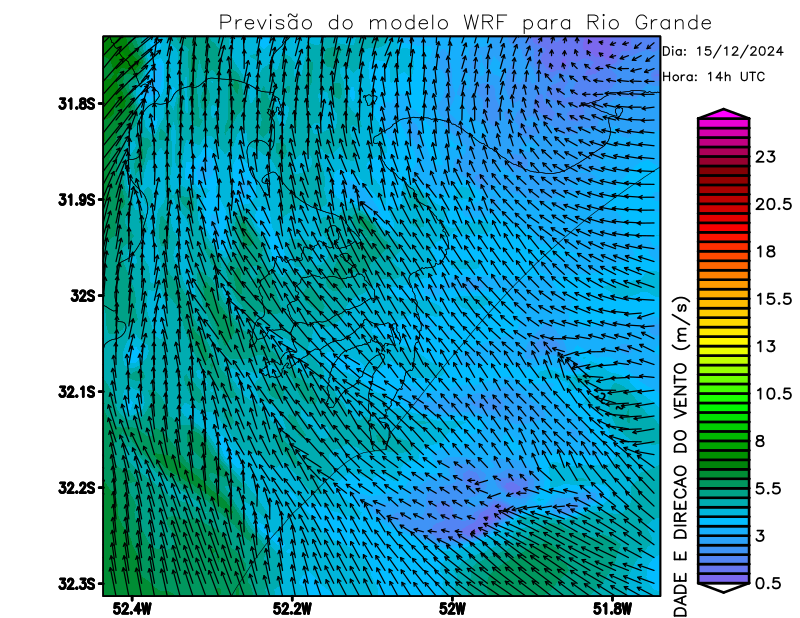 Previsão do modelo WRF para Rio Grande
Dia: 15/12/2024
Hora: 14h UTC
31.8S
31.9S
32S
32.1S
32.2S
32.3S
52.4W
52.2W
52W
51.8W
23
20.5
18
15.5
13
10.5
8
5.5
3
0.5
DADE E DIRECAO DO VENTO (m/s)